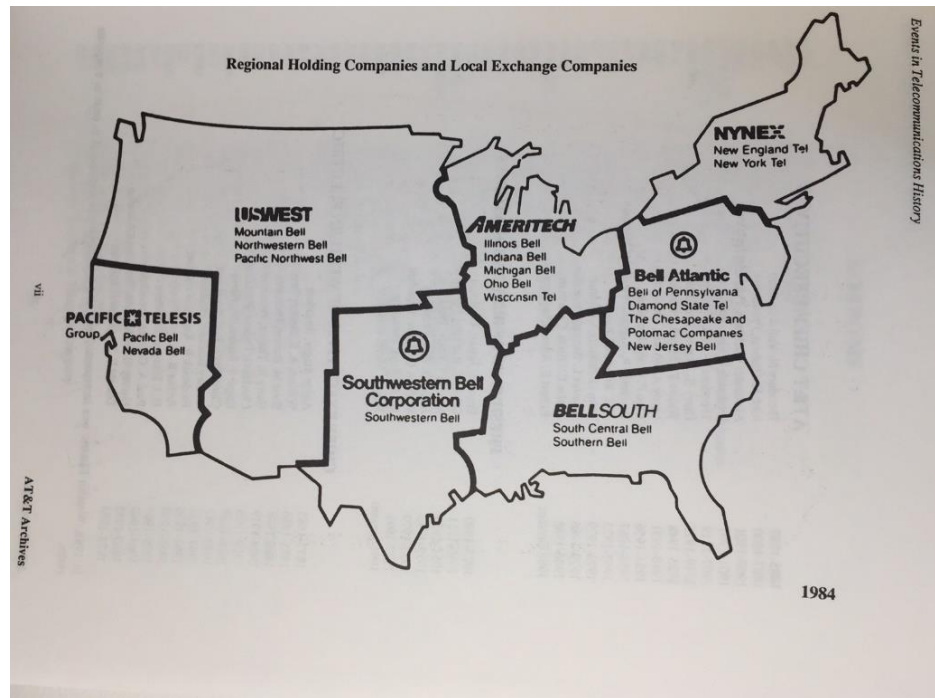 Events in Telecommunications History
Regional Holding Companies and Local Exchange Companies
NYNEX
New England Tel
New York Tel
USWEST
Mountain Bell
Northwestern Bell
Pacific Northwest Bell
AMERITECH
Illinois Bell
Indiana Bell
Michigan Bell
Ohio Bell
Wisconsin Tel
Bell Atlantic
Bell of Pennsylvania
Diamond State Tel
The Chesapeake and
Potomac Companies
New Jersey Bell
PACIFIC TELESIS
Group
Pacific Bell
Nevada Bell
Southwestern Bell
Corporation
Southwestern Bell
BELLSOUTH
South Central Bell
Southern Bell
vii
AT&T Archives
1984